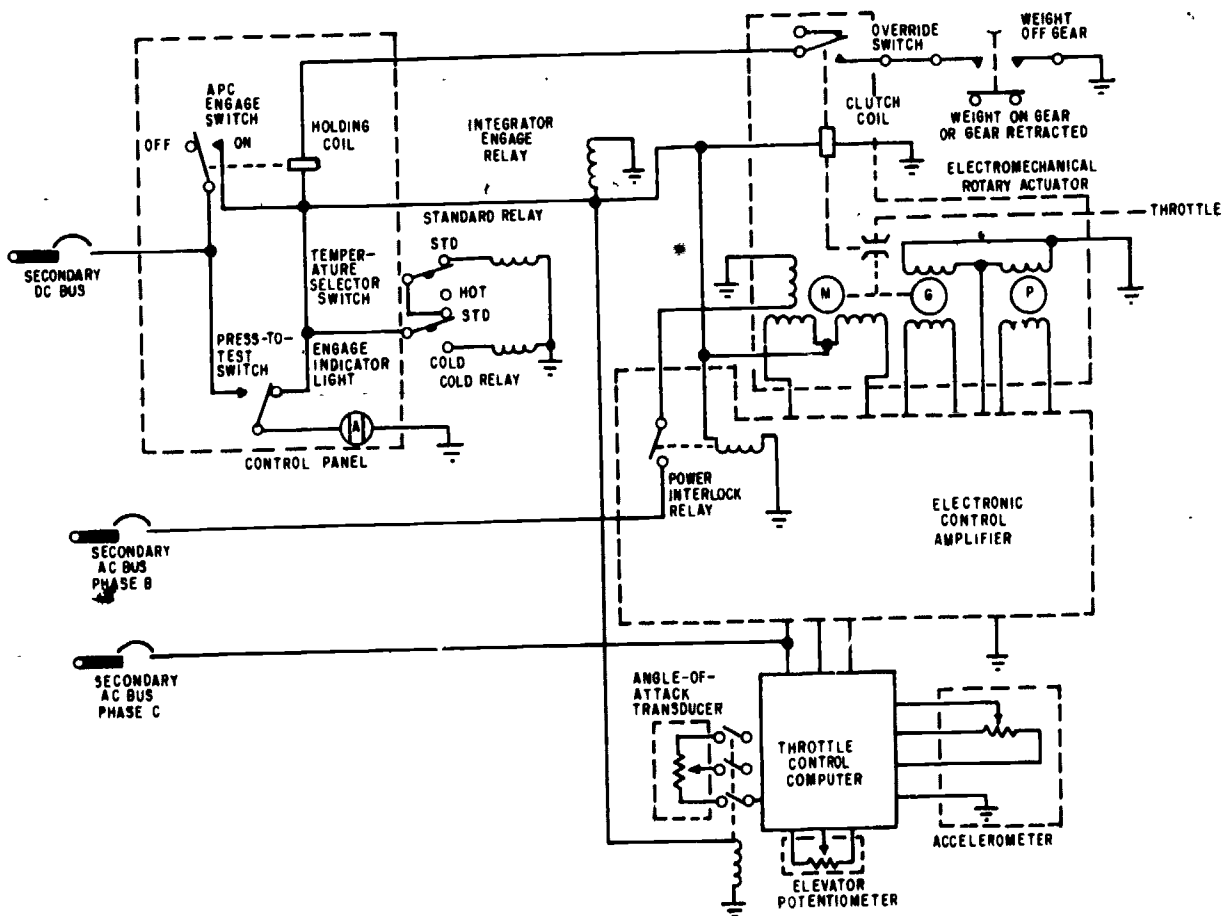 OVERRIDE
SWITCH
WEIGHT
OFF GEAR
APC
ENGAGE
SWITCH
OFF
ON
HOLDING
COIL
INTEGRATOR
ENGAGE
RELAY
CLUTCH
COIL
WEIGHT ON GEAR
OR GEAR RETRACTED
ELECTROMECHANICAL
ROTARY ACTUATOR
THROTTLE
STANDARD RELAY
SECONDARY
DC BUS
TEMPER-
ATURE
SELECTOR
SWITCH
STD
HOT
STD
COLD
COLD RELAY
M
G
P
PRESS-TO-
TEST
SWITCH
ENGAGE
INDICATOR
LIGHT
A
CONTROL PANEL
POWER
INTERLOCK
RELAY
ELECTRONIC
CONTROL
AMPLIFIER
SECONDARY
AC BUS
PHASE B
SECONDARY
AC BUS
PHASE C
ANGLE-OF-
ATTACK
TRANSDUCER
THROTTLE
CONTROL
COMPUTER
ACCELEROMETER
ELEVATOR
POTENTIOMETER